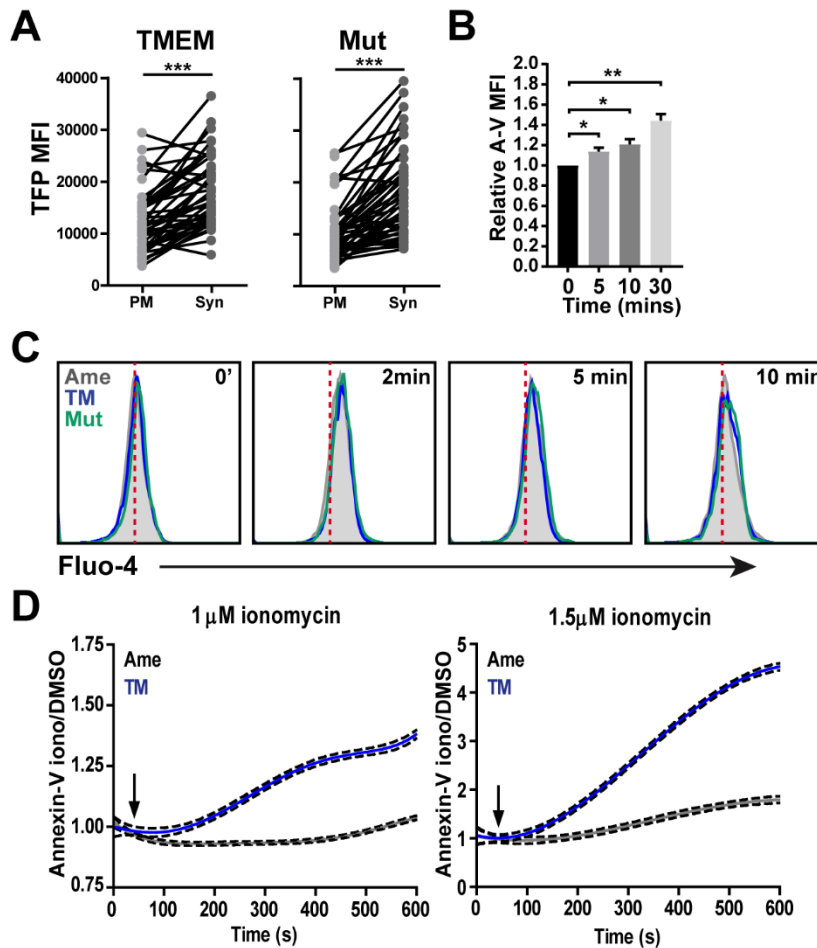 A
TMEM
Mut
***
***
TFP MFI
40000
30000
20000
10000
0
PM
Syn
PM
Syn
B
Relative A-V MFI
2.0
1.8
1.6
1.4
1.2
1.0
0.8
0.6
0.4
0.2
0.0
**
*
*
0 5 10 30
Time (mins)
C
Ame
TM
Mut
0'
2min
5 min
10 min
Fluo-4
D
1 μM ionomycin
Annexin-V iono/DMSO
1.75
1.50
1.25
1.00
0.75
Ame
TM
0 100 200 300 400 500 600
Time (s)
1.5μM ionomycin
Annexin-V iono/DMSO
5
4
3
2
1
0
Ame
TM
0 100 200 300 400 500 600
Time (s)